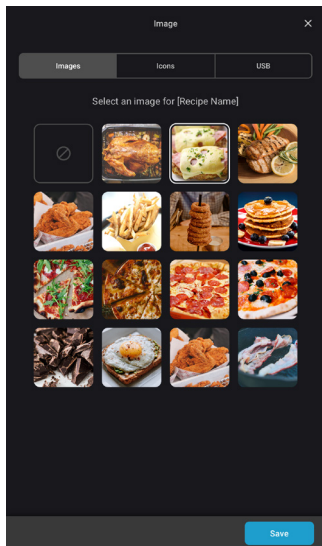 Image
Images
Icons
USB
Select an image for [Recipe Name]
Save